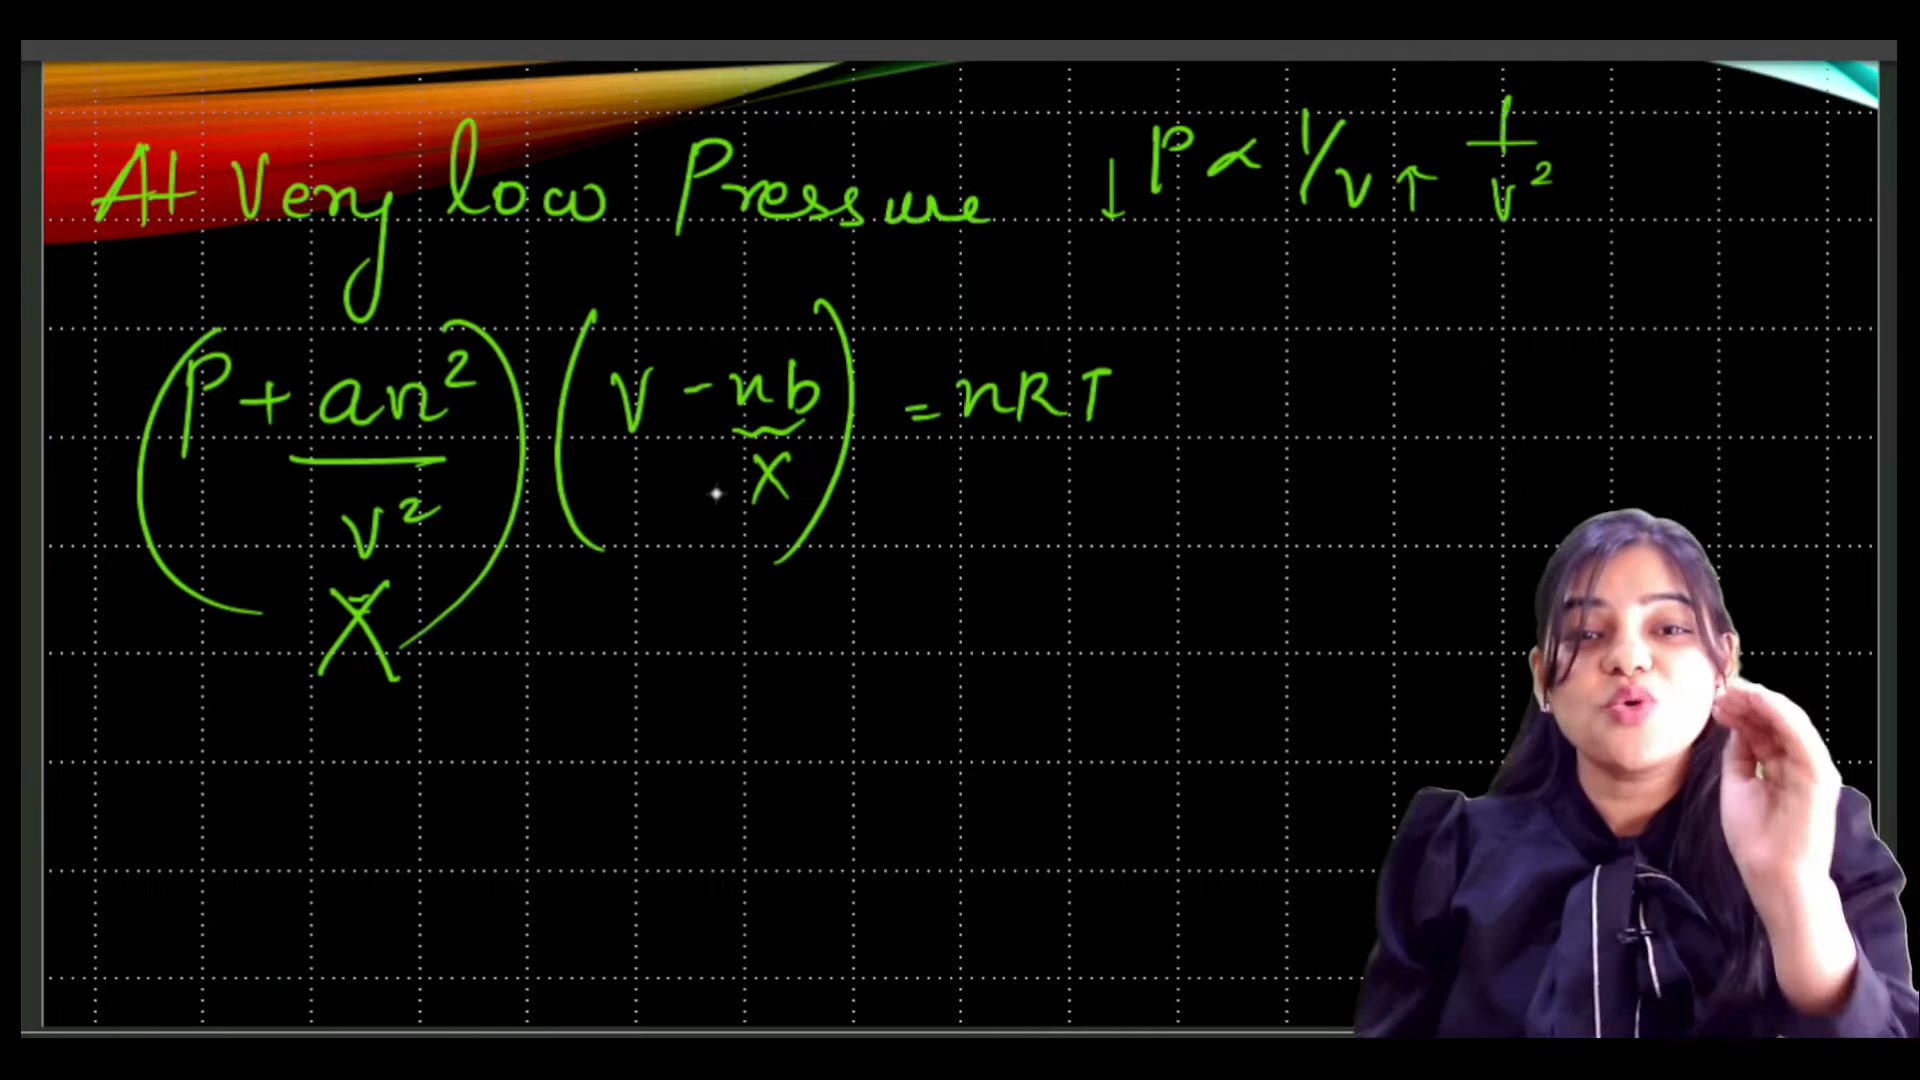 At Very low Pressure ↓ P ∝ 1/V ↑ 1/V²
(P + an²/V²) (V - nb) = nRT
X X